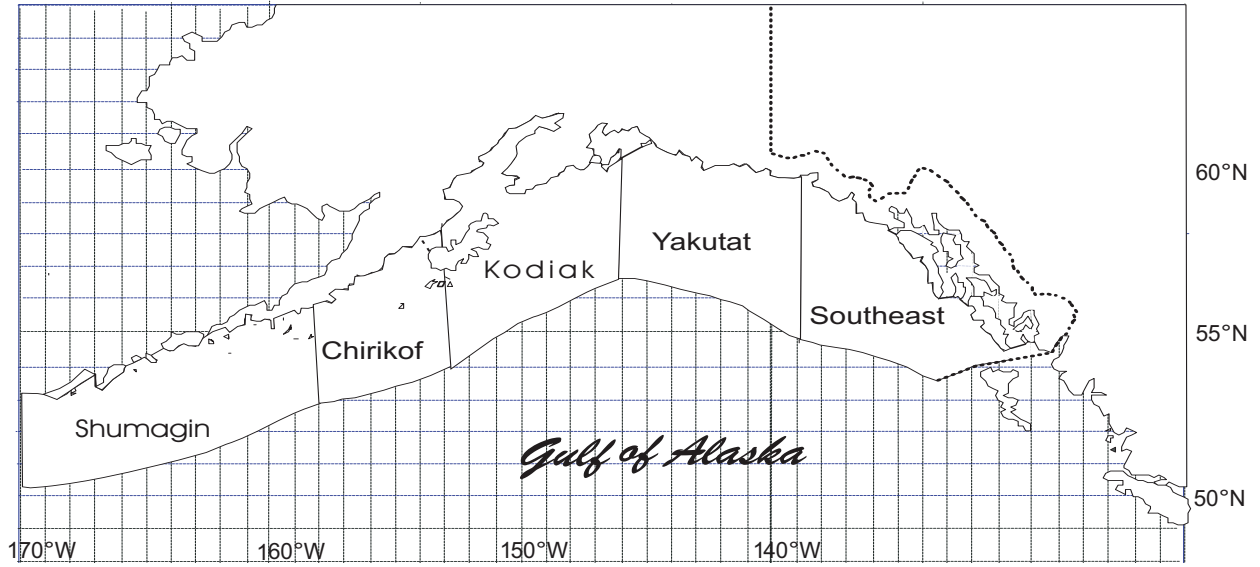 60°N
Yakutat
Kodiak
Southeast
55°N
Chirikof
Shumagin
Gulf of Alaska
50°N
170°W 160°W 150°W 140°W